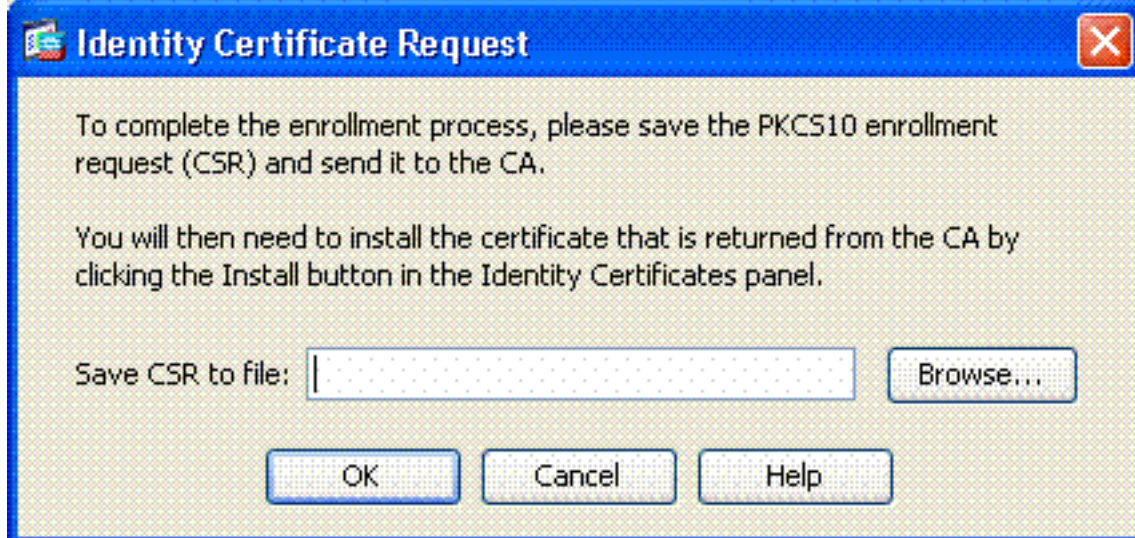 Identity Certificate Request
To complete the enrollment process, please save the PKCS10 enrollment
request (CSR) and send it to the CA.
You will then need to install the certificate that is returned from the CA by
clicking the Install button in the Identity Certificates panel.
Save CSR to file: Browse...
OK Cancel Help